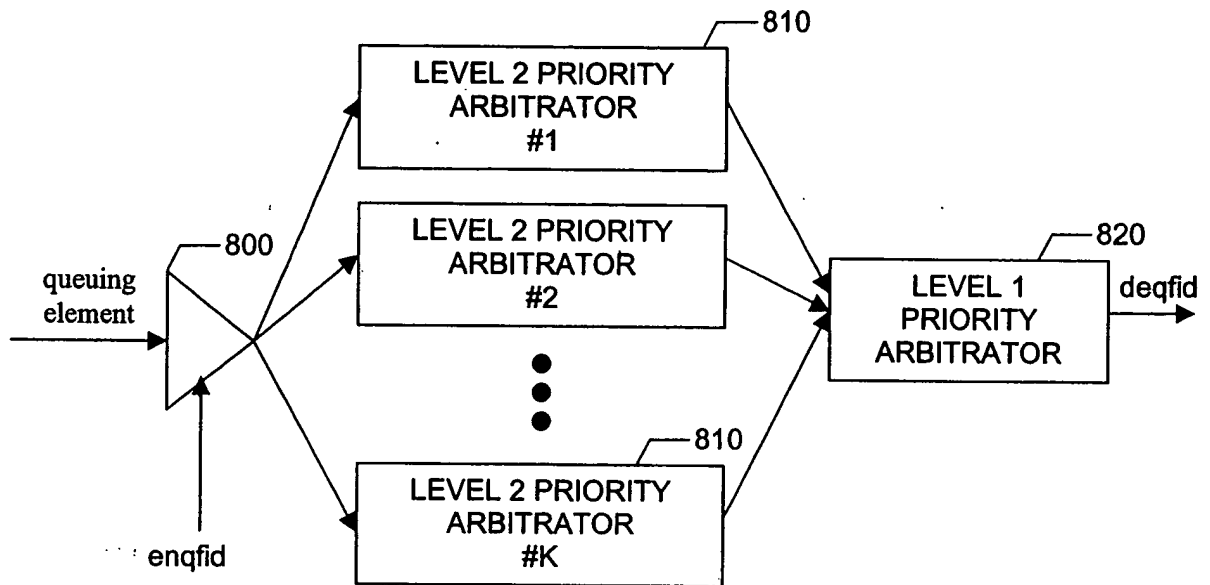 810
LEVEL 2 PRIORITY
ARBITRATOR
#1
800
LEVEL 2 PRIORITY
ARBITRATOR
#2
820
queuing
element
LEVEL 1
PRIORITY
ARBITRATOR
deqfid
810
LEVEL 2 PRIORITY
ARBITRATOR
#K
enqfid